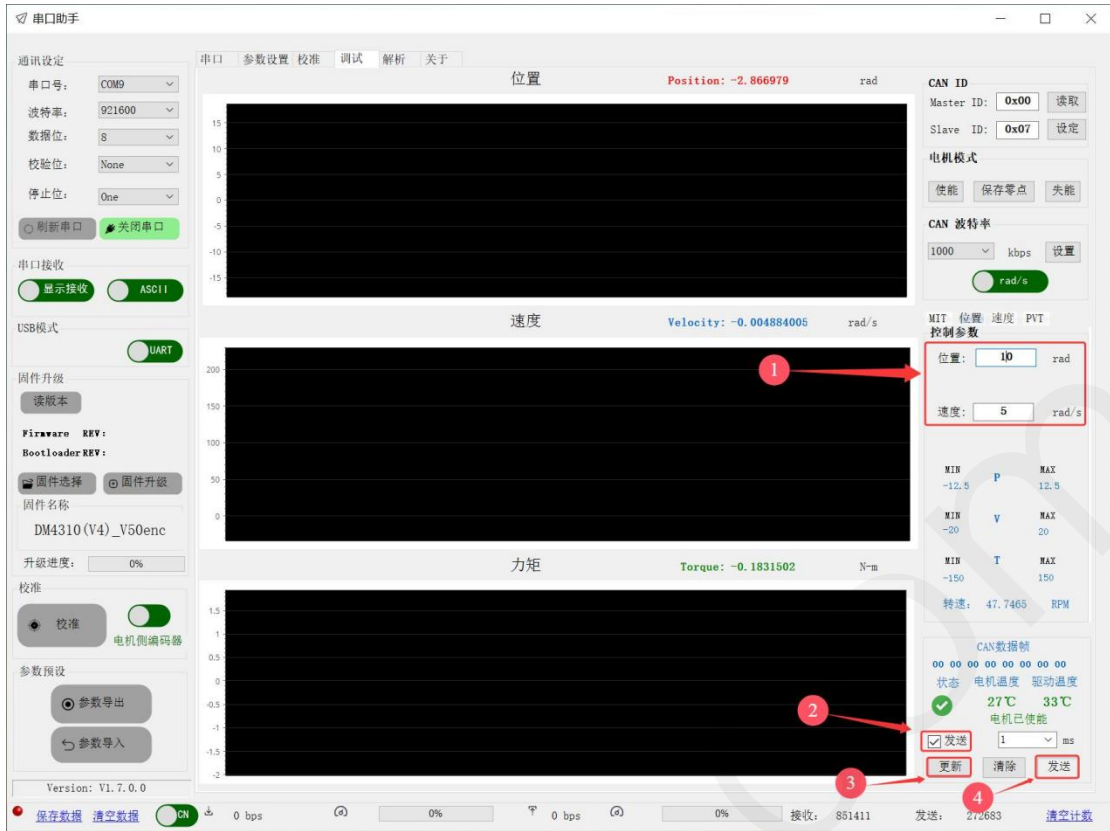 串口助手
通讯设定
串口号： COM9
波特率： 921600
数据位： 8
校验位： None
停止位： One
刷新串口 关闭串口
串口接收
显示接收 ASCII
USB模式
UART
固件升级
读版本
Firmware REV:
Bootloader REV:
固件选择 固件升级
固件名称
DM4310(V4)_V50enc
升级进度： 0%
校准
校准
电机侧编码器
参数预设
参数导出
参数导入
Version: V1.7.0.0
串口 参数设置 校准 调试 解析 关于
位置 Position: -2.866979 rad
15
10
5
0
-5
-10
-15
速度 Velocity: -0.004884005 rad/s
200
150
100
50
0
力矩 Torque: -0.1831502 N-m
1.5
1
0.5
0
-0.5
-1
-1.5
-2
CAN ID
Master ID: 0x00 读取
Slave ID: 0x07 设定
电机模式
使能 保存零点 失能
CAN 波特率
1000 kbps 设置
rad/s
MIT 位置 速度 PVT
控制参数
1
位置： 10 rad
速度： 5 rad/s
MIN P MAX
-12.5 12.5
MIN V MAX
-20 20
MIN T MAX
-150 150
转速： 47.7465 RPM
CAN数据帧
00 00 00 00 00 00 00 00
状态 电机温度 驱动温度
27℃ 33℃
电机已使能
2
发送 1 ms
更新 清除 发送
3
4
保存数据 清空数据 CN 0 bps 0% 0 bps 0% 接收： 851411 发送： 272683 清空计数
com